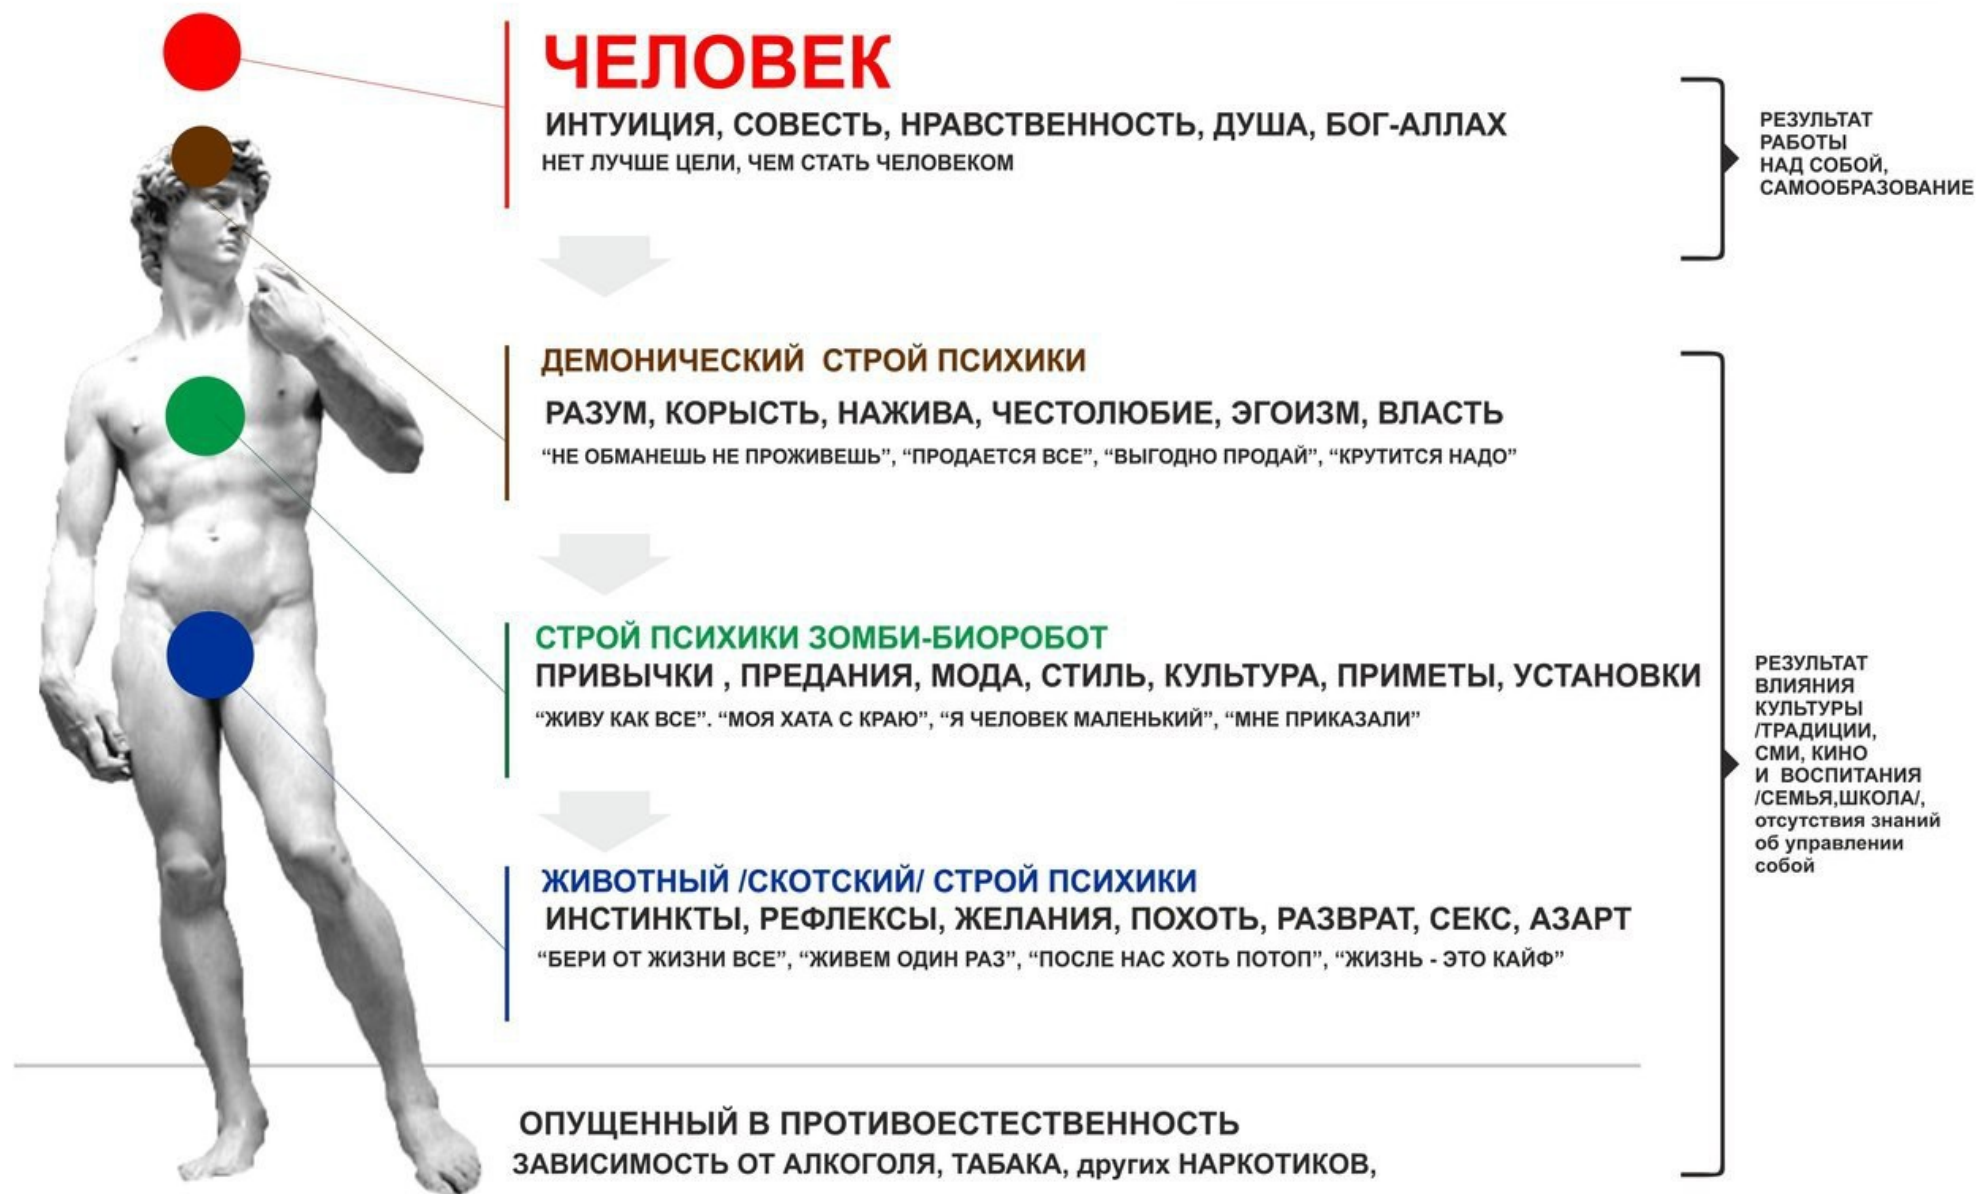 ЧЕЛОВЕК
ИНТУИЦИЯ, СОВЕСТЬ, НРАВСТВЕННОСТЬ, ДУША, БОГ-АЛЛАХ
НЕТ ЛУЧШЕ ЦЕЛИ, ЧЕМ СТАТЬ ЧЕЛОВЕКОМ
РЕЗУЛЬТАТ
РАБОТЫ
НАД СОБОЙ,
САМООБРАЗОВАНИЕ
ДЕМОНИЧЕСКИЙ СТРОЙ ПСИХИКИ
РАЗУМ, КОРЫСТЬ, НАЖИВА, ЧЕСТОЛЮБИЕ, ЭГОИЗМ, ВЛАСТЬ
“НЕ ОБМАНЕШЬ НЕ ПРОЖИВЕШЬ”, “ПРОДАЕТСЯ ВСЕ”, “ВЫГОДНО ПРОДАЙ”, “КРУТИТСЯ НАДО”
СТРОЙ ПСИХИКИ ЗОМБИ-БИОРОБОТ
ПРИВЫЧКИ , ПРЕДАНИЯ, МОДА, СТИЛЬ, КУЛЬТУРА, ПРИМЕТЫ, УСТАНОВКИ
“ЖИВУ КАК ВСЕ”. “МОЯ ХАТА С КРАЮ”, “Я ЧЕЛОВЕК МАЛЕНЬКИЙ”, “МНЕ ПРИКАЗАЛИ”
ЖИВОТНЫЙ /СКОТСКИЙ/ СТРОЙ ПСИХИКИ
ИНСТИНКТЫ, РЕФЛЕКСЫ, ЖЕЛАНИЯ, ПОХОТЬ, РАЗВРАТ, СЕКС, АЗАРТ
“БЕРИ ОТ ЖИЗНИ ВСЕ”, “ЖИВЕМ ОДИН РАЗ”, “ПОСЛЕ НАС ХОТЬ ПОТОП”, “ЖИЗНЬ - ЭТО КАЙФ”
ОПУЩЕННЫЙ В ПРОТИВОЕСТЕСТВЕННОСТЬ
ЗАВИСИМОСТЬ ОТ АЛКОГОЛЯ, ТАБАКА, других НАРКОТИКОВ,
РЕЗУЛЬТАТ
ВЛИЯНИЯ
КУЛЬТУРЫ
/ТРАДИЦИИ,
СМИ, КИНО
И ВОСПИТАНИЯ
/СЕМЬЯ,ШКОЛА/,
отсутствия знаний
об управлении
собой